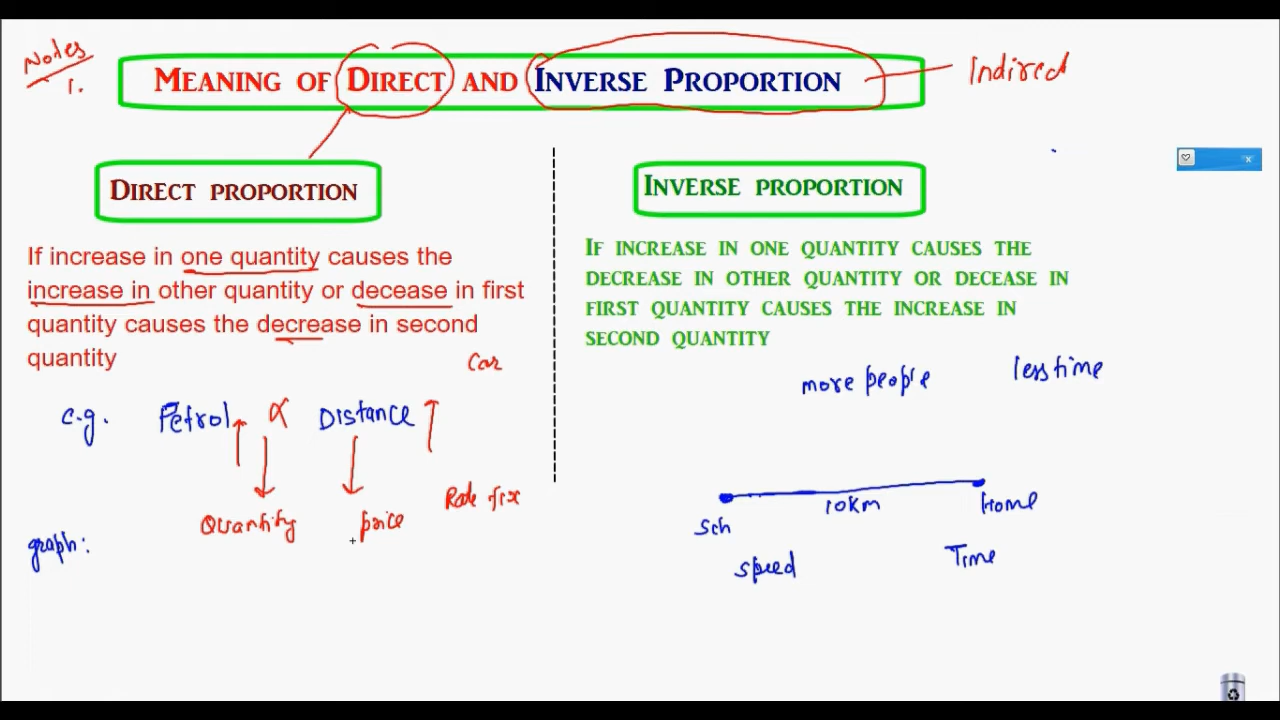 Notes
1.
MEANING OF DIRECT AND INVERSE PROPORTION
Indirect
DIRECT PROPORTION
If increase in one quantity causes the
increase in other quantity or decease in first
quantity causes the decrease in second
quantity
Car
e.g. Petrol ∝ Distance
Quantity price Rate fix
graph:
INVERSE PROPORTION
IF INCREASE IN ONE QUANTITY CAUSES THE
DECREASE IN OTHER QUANTITY OR DECEASE IN
FIRST QUANTITY CAUSES THE INCREASE IN
SECOND QUANTITY
more people less time
10km
Sch Home
speed Time